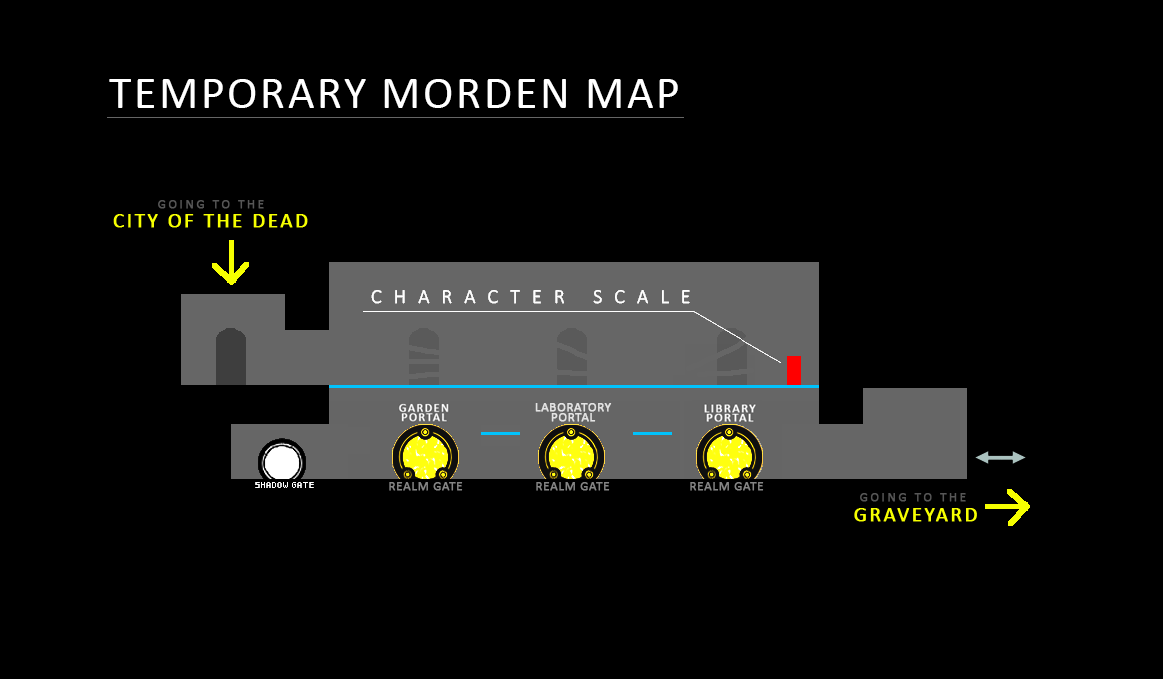 TEMPORARY MORDEN MAP
GOING TO THE
CITY OF THE DEAD
CHARACTER SCALE
GARDEN
PORTAL
LABORATORY
PORTAL
LIBRARY
PORTAL
SHADOW GATE
REALM GATE
REALM GATE
REALM GATE
GOING TO THE
GRAVEYARD